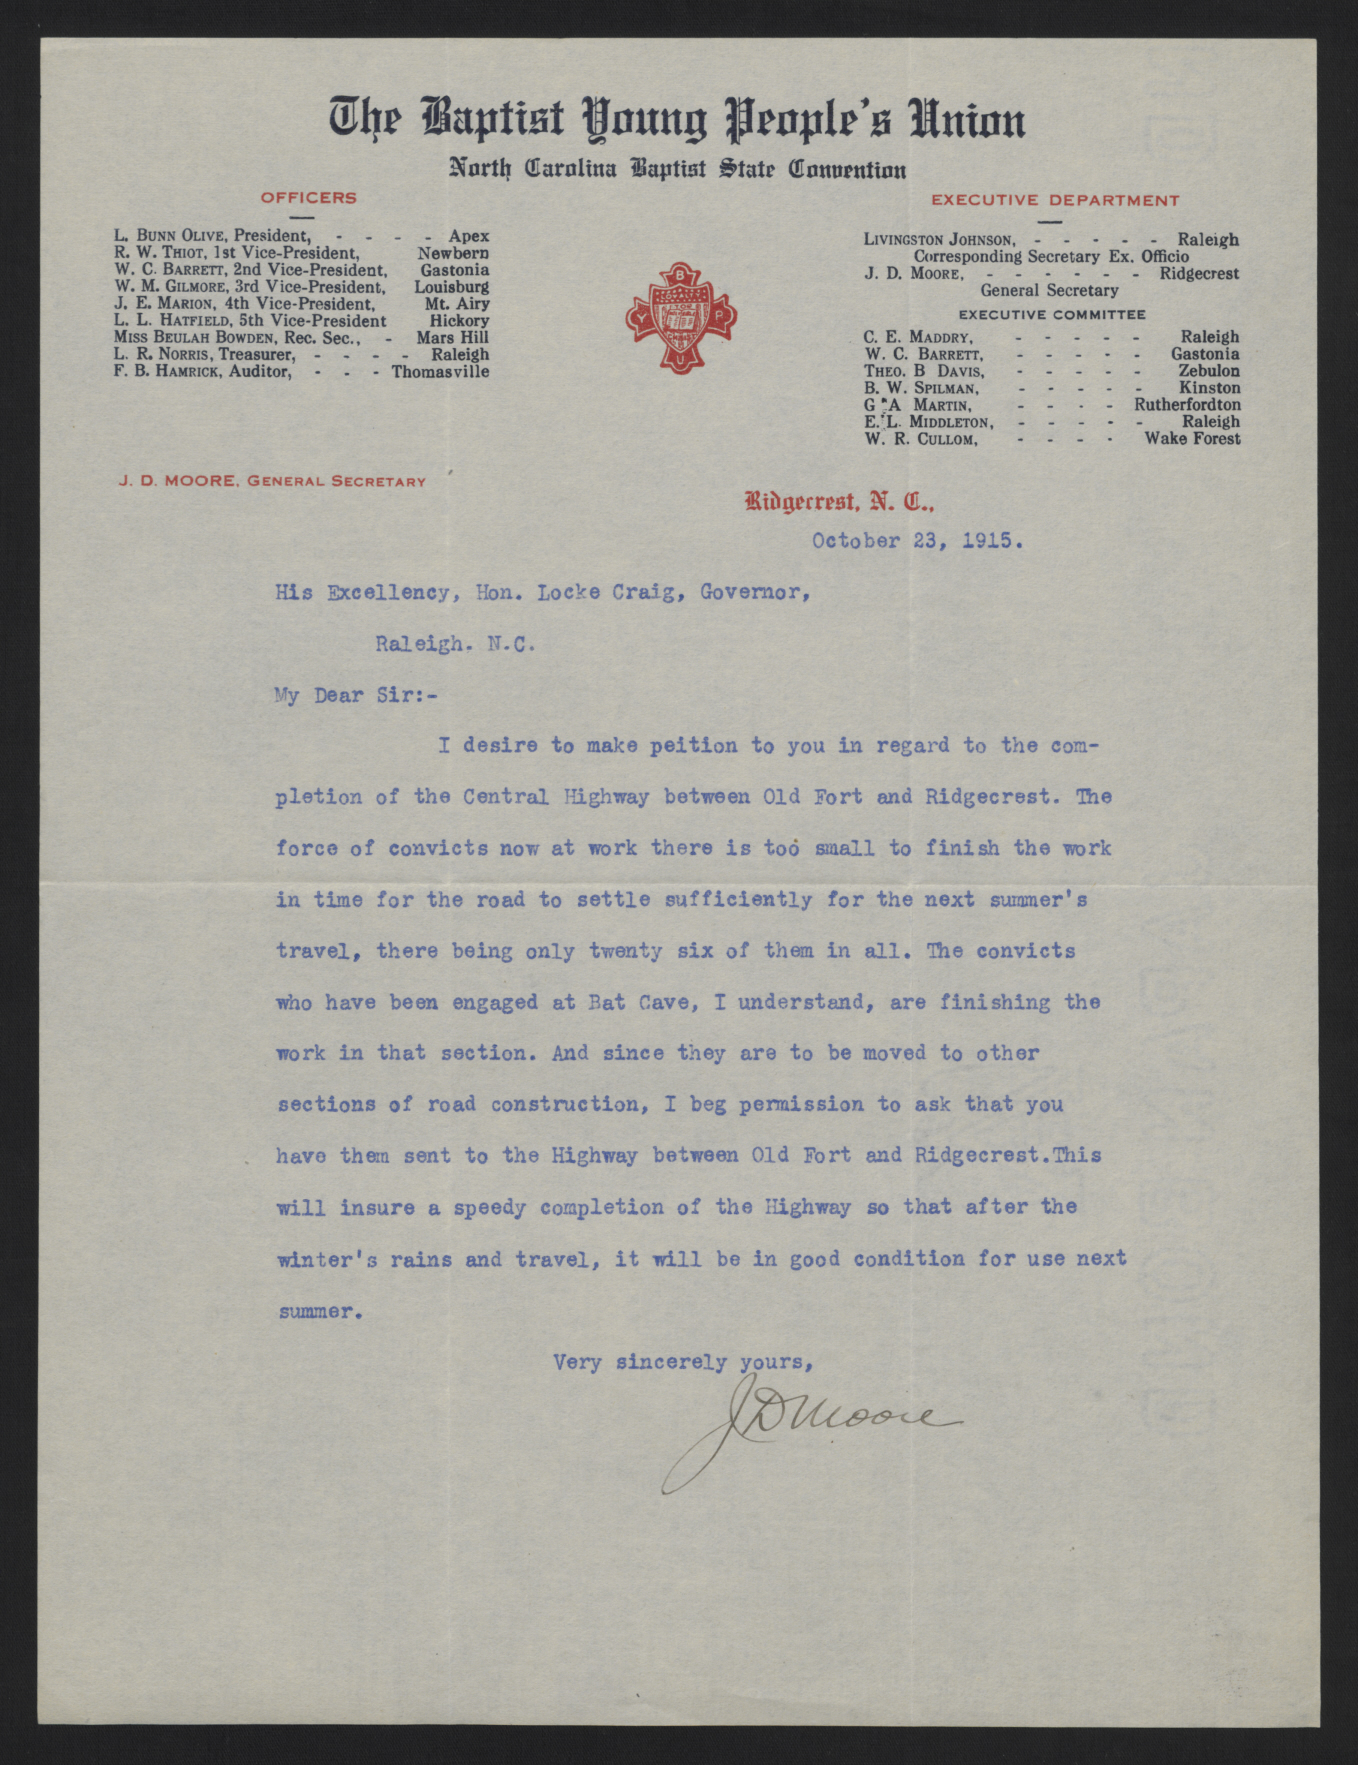 The Baptist Young People's Union
North Carolina Baptist State Convention
OFFICERS
L. BUNN OLIVE, President, - - - - Apex
R. W. THIOT, 1st Vice-President, Newbern
W. C. BARRETT, 2nd Vice-President, Gastonia
W. M. GILMORE, 3rd Vice-President, Louisburg
J. E. MARION, 4th Vice-President, Mt. Airy
L. L. HATFIELD, 5th Vice-President Hickory
MISS BEULAH BOWDEN, Rec. Sec., - Mars Hill
L. R. NORRIS, Treasurer, - - - - Raleigh
F. B. HAMRICK, Auditor, - - - Thomasville
B
Y
P
U
EXECUTIVE DEPARTMENT
LIVINGSTON JOHNSON, - - - - - Raleigh
Corresponding Secretary Ex. Officio
J. D. MOORE, - - - - - - Ridgecrest
General Secretary
EXECUTIVE COMMITTEE
C. E. MADDRY, - - - - - Raleigh
W. C. BARRETT, - - - - - Gastonia
THEO. B DAVIS, - - - - - Zebulon
B. W. SPILMAN, - - - - - Kinston
G A MARTIN, - - - - Rutherfordton
E. L. MIDDLETON, - - - - - Raleigh
W. R. CULLOM, - - - - Wake Forest
J. D. MOORE, GENERAL SECRETARY
Ridgecrest, N. C.,
October 23, 1915.
His Excellency, Hon. Locke Craig, Governor,
Raleigh. N.C.
My Dear Sir:-
I desire to make peition to you in regard to the com-
pletion of the Central Highway between Old Fort and Ridgecrest. The
force of convicts now at work there is too small to finish the work
in time for the road to settle sufficiently for the next summer's
travel, there being only twenty six of them in all. The convicts
who have been engaged at Bat Cave, I understand, are finishing the
work in that section. And since they are to be moved to other
sections of road construction, I beg permission to ask that you
have them sent to the Highway between Old Fort and Ridgecrest.This
will insure a speedy completion of the Highway so that after the
winter's rains and travel, it will be in good condition for use next
summer.
Very sincerely yours,
J D Moore